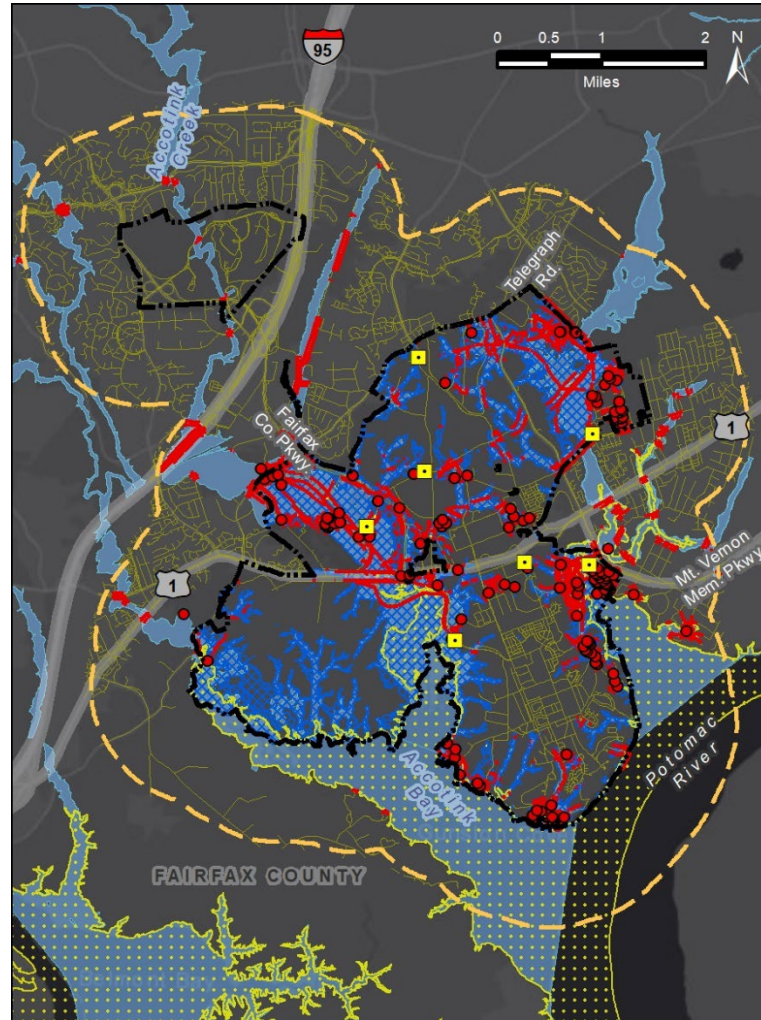 95
0 0.5 1 2
Miles
N
Accotink
Creek
Telegraph
Rd.
1
Fairfax
Co. Pkwy.
1
Mt. Vernon
Mem. Pkwy
Potomac
River
Accotink
Bay
FAIRFAX COUNTY